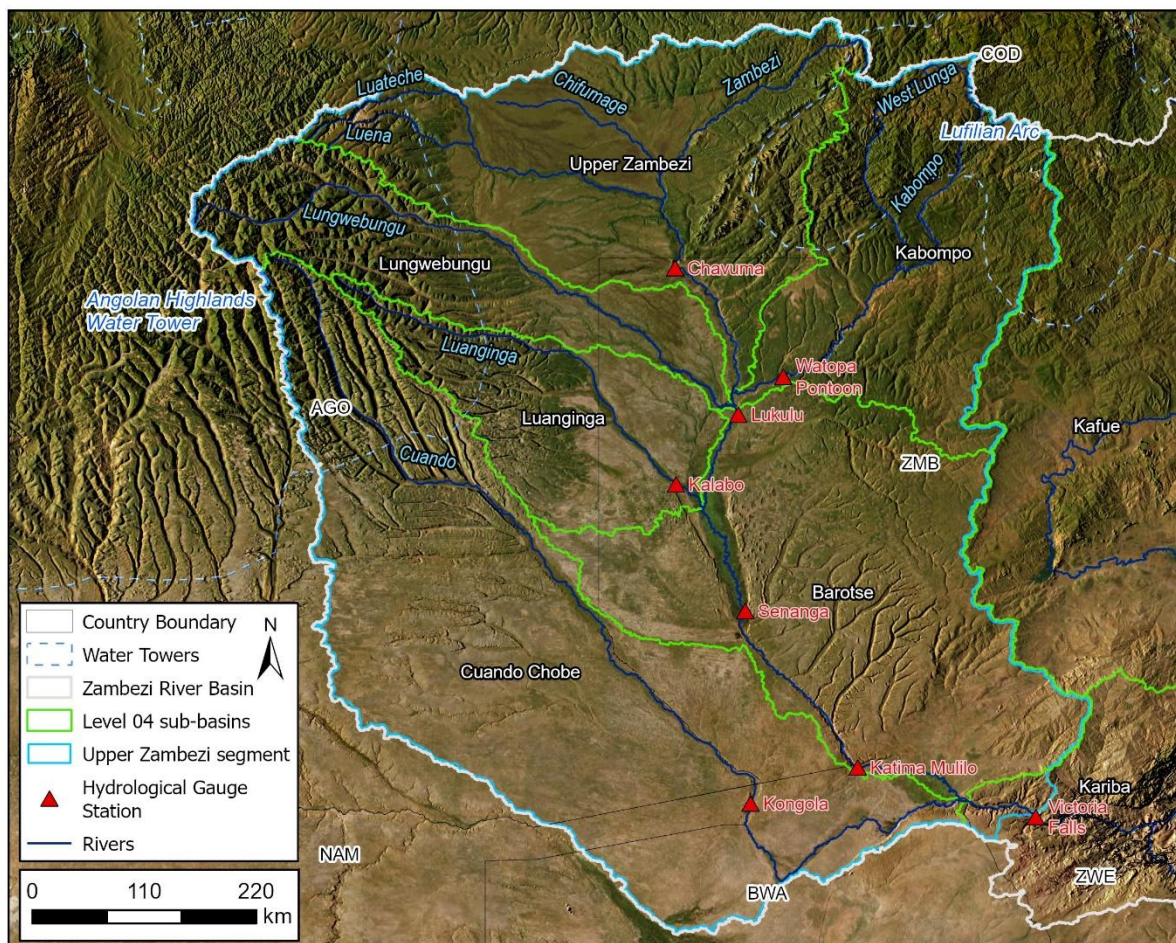 COD
Zambezi
West Lunga
Luateche
Chifumage
Lufilian Arc
Luena
Upper Zambezi
Kabompo
Lungwebungu
Kabompo
Lungwebungu
Chavuma
Angolan Highlands
Water Tower
Luanginga
Watopa
Pontoon
AGO
Luanginga
Lukulu
Kafue
Cuando
ZMB
Kalabo
Barotse
Senanga
Cuando Chobe
Katima Mulilo
Kongola
Kariba
Victoria
Falls
NAM
BWA
ZWE
Country Boundary
N
Water Towers
Zambezi River Basin
Level 04 sub-basins
Upper Zambezi segment
Hydrological Gauge
Station
Rivers
0 110 220
km